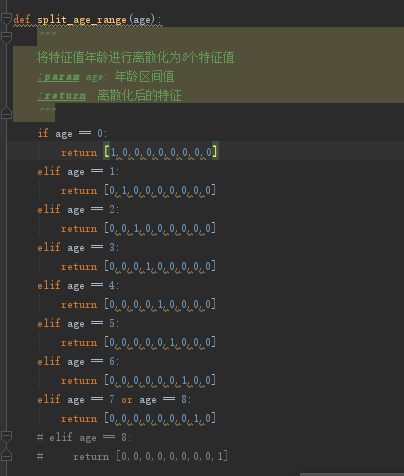 def split_age_range(age):
"""
将特征值年龄进行离散化为8个特征值
:param age: 年龄区间值
:return: 离散化后的特征
"""
if age == 0:
return [1,0,0,0,0,0,0,0,0]
elif age == 1:
return [0,1,0,0,0,0,0,0,0]
elif age == 2:
return [0,0,1,0,0,0,0,0,0]
elif age == 3:
return [0,0,0,1,0,0,0,0,0]
elif age == 4:
return [0,0,0,0,1,0,0,0,0]
elif age == 5:
return [0,0,0,0,0,1,0,0,0]
elif age == 6:
return [0,0,0,0,0,0,1,0,0]
elif age == 7 or age == 8:
return [0,0,0,0,0,0,0,1,0]
# elif age == 8:
#     return [0,0,0,0,0,0,0,0,1]